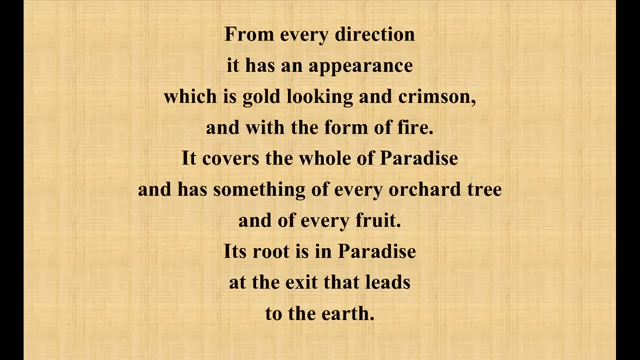 From every direction
it has an appearance
which is gold looking and crimson,
and with the form of fire.
It covers the whole of Paradise
and has something of every orchard tree
and of every fruit.
Its root is in Paradise
at the exit that leads
to the earth.